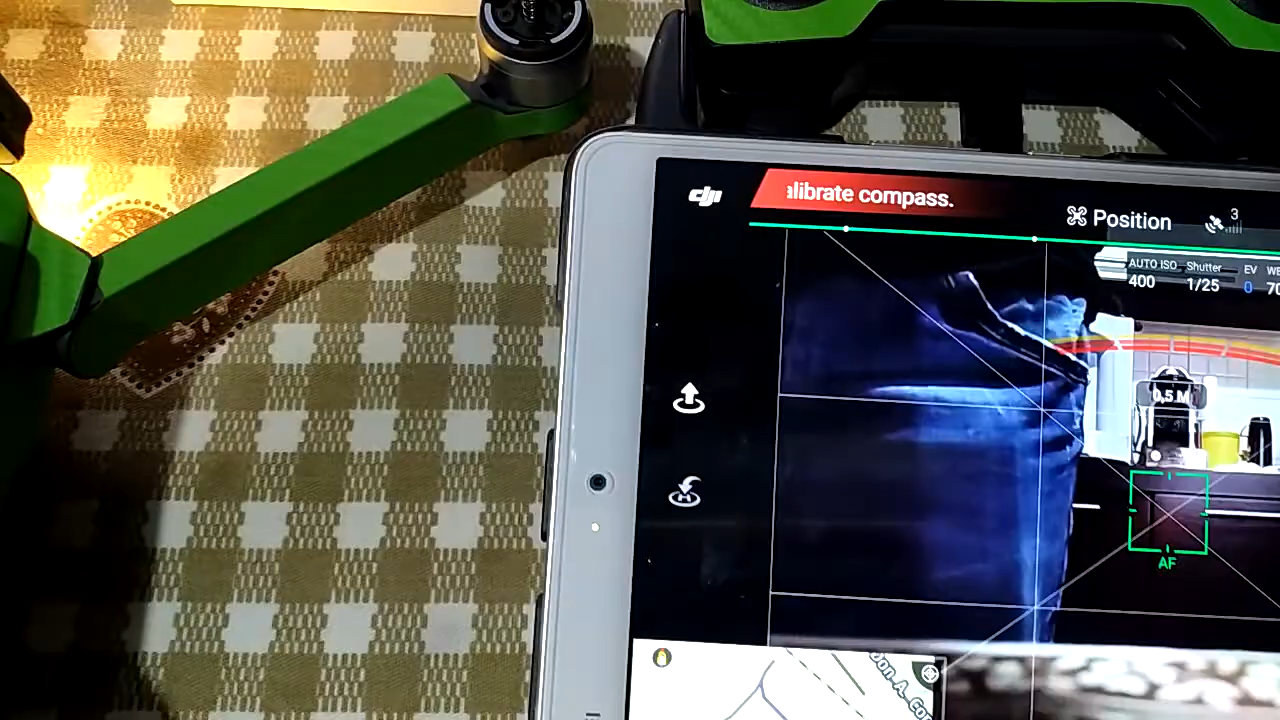 dji
alibrate compass.
Position
3
AUTO ISO
Shutter
EV
400
1/25
0
0,5 M
AF
H